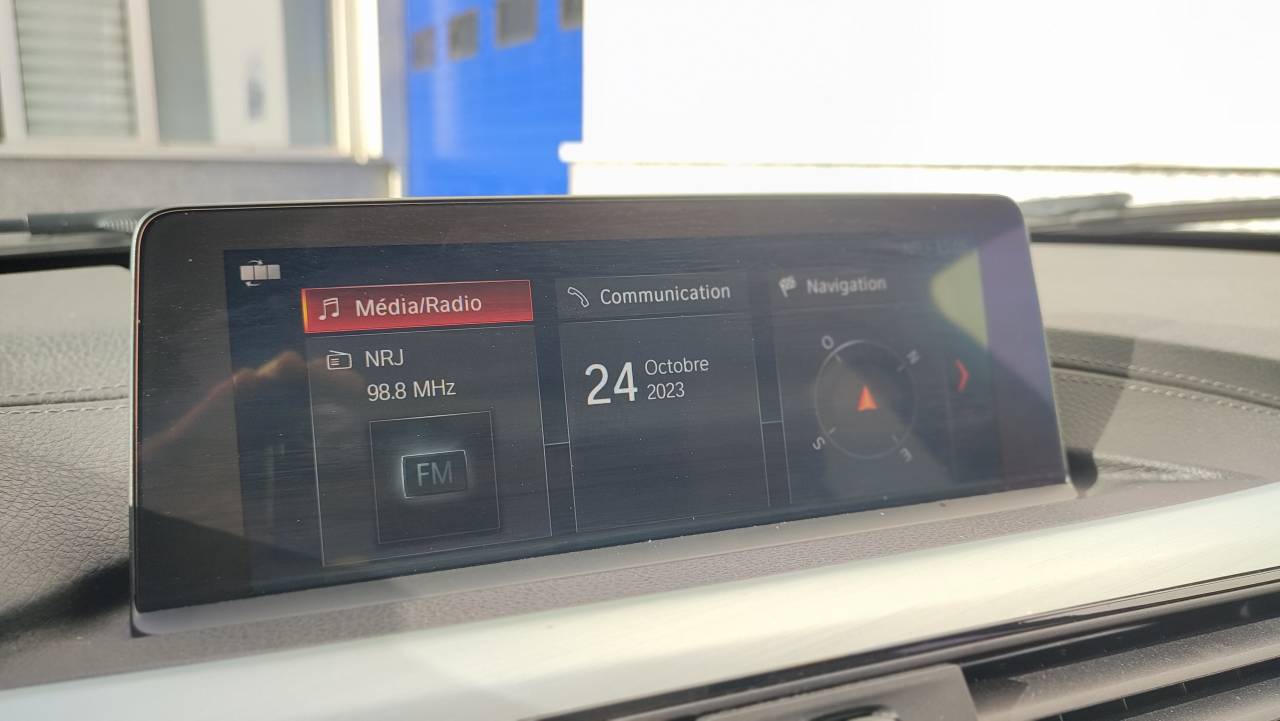 Média/Radio
NRJ
98.8 MHz
FM
Communication
24 Octobre
2023
Navigation
O N
S E